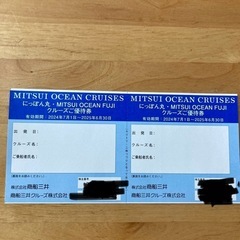 MITSUI OCEAN CRUISES
にっぽん丸・MITSUI OCEAN FUJI
クルーズご優待券
有効期間 2024年7月1日〜2025年6月30日
出発日
クルーズ名
ご乗船者氏名
株式会社 商船三井
商船三井クルーズ株式会社
MITSUI OCEAN CRUISES
にっぽん丸・MITSUI OCEAN FUJI
クルーズご優待券
有効期間 2024年7月1日〜2025年6月30日
出発日
クルーズ名
ご乗船者氏名
株式会社 商船三井
商船三井クルーズ株式会社